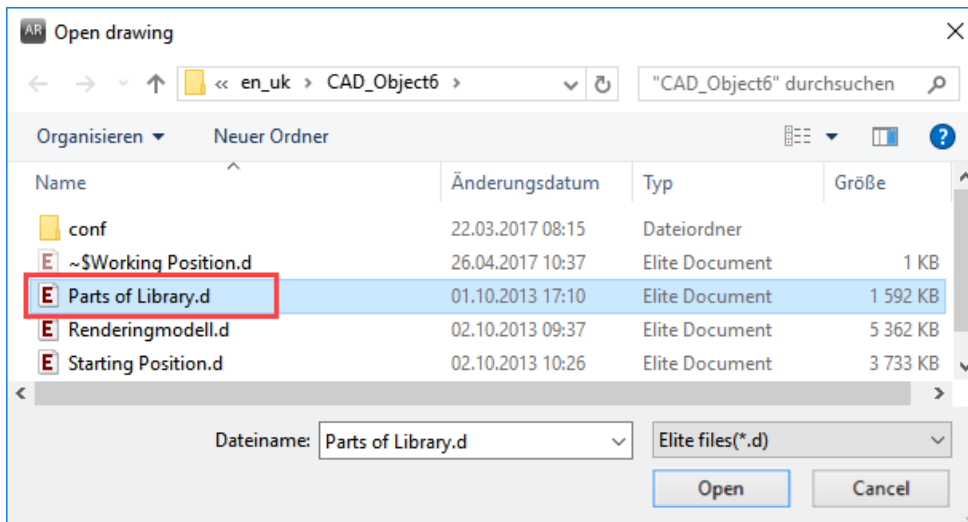 AR Open drawing
« en_uk > CAD_Object6 > "CAD_Object6" durchsuchen
Organisieren Neuer Ordner ?
Name Änderungsdatum Typ Größe
conf 22.03.2017 08:15 Dateiordner
E ~$Working Position.d 26.04.2017 10:37 Elite Document 1 KB
E Parts of Library.d 01.10.2013 17:10 Elite Document 1 592 KB
E Renderingmodell.d 02.10.2013 09:37 Elite Document 5 362 KB
E Starting Position.d 02.10.2013 10:26 Elite Document 3 733 KB
Dateiname: Parts of Library.d Elite files(*.d)
Open Cancel